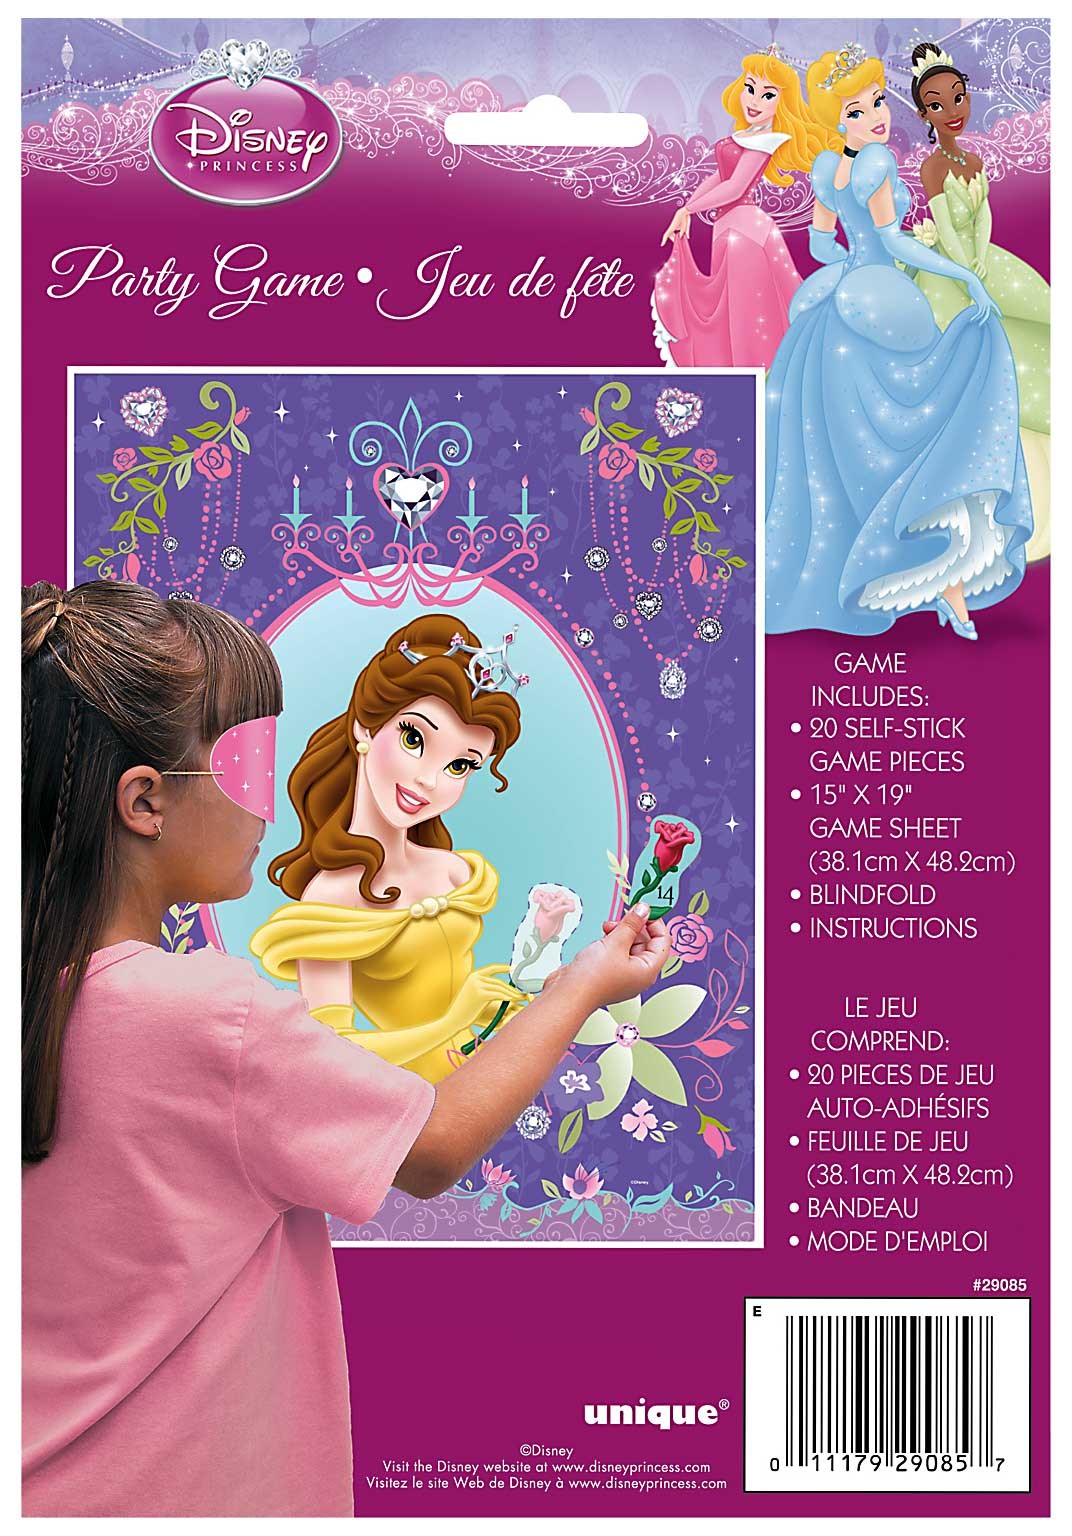 Disney
PRINCESS
Party Game • Jeu de fête
14
©Disney
GAME
INCLUDES:
• 20 SELF-STICK
GAME PIECES
• 15" X 19"
GAME SHEET
(38.1cm X 48.2cm)
• BLINDFOLD
• INSTRUCTIONS
LE JEU
COMPREND:
• 20 PIECES DE JEU
AUTO-ADHÉSIFS
• FEUILLE DE JEU
(38.1cm X 48.2cm)
• BANDEAU
• MODE D'EMPLOI
#29085
E
0 11179 29085 7
unique®
©Disney
Visit the Disney website at www.disneyprincess.com
Visitez le site Web de Disney à www.disneyprincess.com